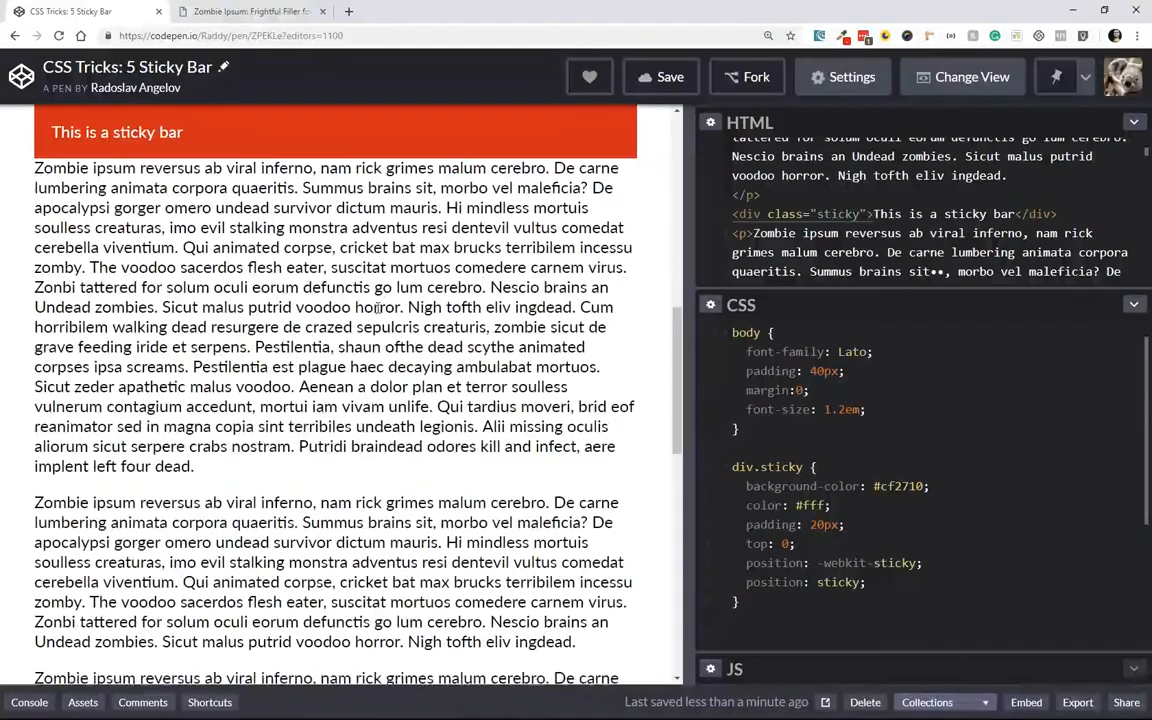 CSS Tricks: 5 Sticky Bar
Zombie Ipsum: Frightful Filler fo
https://codepen.io/Raddy/pen/ZPEKLe?editors=1100
CSS Tricks: 5 Sticky Bar
A PEN BY Radoslav Angelov
Save
Fork
Settings
Change View
This is a sticky bar
Zombie ipsum reversus ab viral inferno, nam rick grimes malum cerebro. De carne
lumbering animata corpora quaeritis. Summus brains sit, morbo vel maleficia? De
apocalypsi gorger omero undead survivor dictum mauris. Hi mindless mortuis
soulless creaturas, imo evil stalking monstra adventus resi dentevil vultus comedat
cerebella viventium. Qui animated corpse, cricket bat max brucks terribilem incessu
zomby. The voodoo sacerdos flesh eater, suscitat mortuos comedere carnem virus.
Zonbi tattered for solum oculi eorum defunctis go lum cerebro. Nescio brains an
Undead zombies. Sicut malus putrid voodoo horror. Nigh tofth eliv ingdead. Cum
horribilem walking dead resurgere de crazed sepulcris creaturis, zombie sicut de
grave feeding iride et serpens. Pestilentia, shaun ofthe dead scythe animated
corpses ipsa screams. Pestilentia est plague haec decaying ambulabat mortuos.
Sicut zeder apathetic malus voodoo. Aenean a dolor plan et terror soulless
vulnerum contagium accedunt, mortui iam vivam unlife. Qui tardius moveri, brid eof
reanimator sed in magna copia sint terribiles undeath legionis. Alii missing oculis
aliorum sicut serpere crabs nostram. Putridi braindead odores kill and infect, aere
implent left four dead.
Zombie ipsum reversus ab viral inferno, nam rick grimes malum cerebro. De carne
lumbering animata corpora quaeritis. Summus brains sit, morbo vel maleficia? De
apocalypsi gorger omero undead survivor dictum mauris. Hi mindless mortuis
soulless creaturas, imo evil stalking monstra adventus resi dentevil vultus comedat
cerebella viventium. Qui animated corpse, cricket bat max brucks terribilem incessu
zomby. The voodoo sacerdos flesh eater, suscitat mortuos comedere carnem virus.
Zonbi tattered for solum oculi eorum defunctis go lum cerebro. Nescio brains an
Undead zombies. Sicut malus putrid voodoo horror. Nigh tofth eliv ingdead.
Zombie ipsum reversus ab viral inferno, nam rick grimes malum cerebro. De carne
HTML
tattered for solum oculi eorum defunctis go lum cerebro.
Nescio brains an Undead zombies. Sicut malus putrid
voodoo horror. Nigh tofth eliv ingdead.
</p>
<div class="sticky">This is a sticky bar</div>
<p>Zombie ipsum reversus ab viral inferno, nam rick
grimes malum cerebro. De carne lumbering animata corpora
quaeritis. Summus brains sit••, morbo vel maleficia? De
CSS
body {
font-family: Lato;
padding: 40px;
margin:0;
font-size: 1.2em;
}
div.sticky {
background-color: #cf2710;
color: #fff;
padding: 20px;
top: 0;
position: -webkit-sticky;
position: sticky;
}
JS
Console
Assets
Comments
Shortcuts
Last saved less than a minute ago
Delete
Collections
Embed
Export
Share